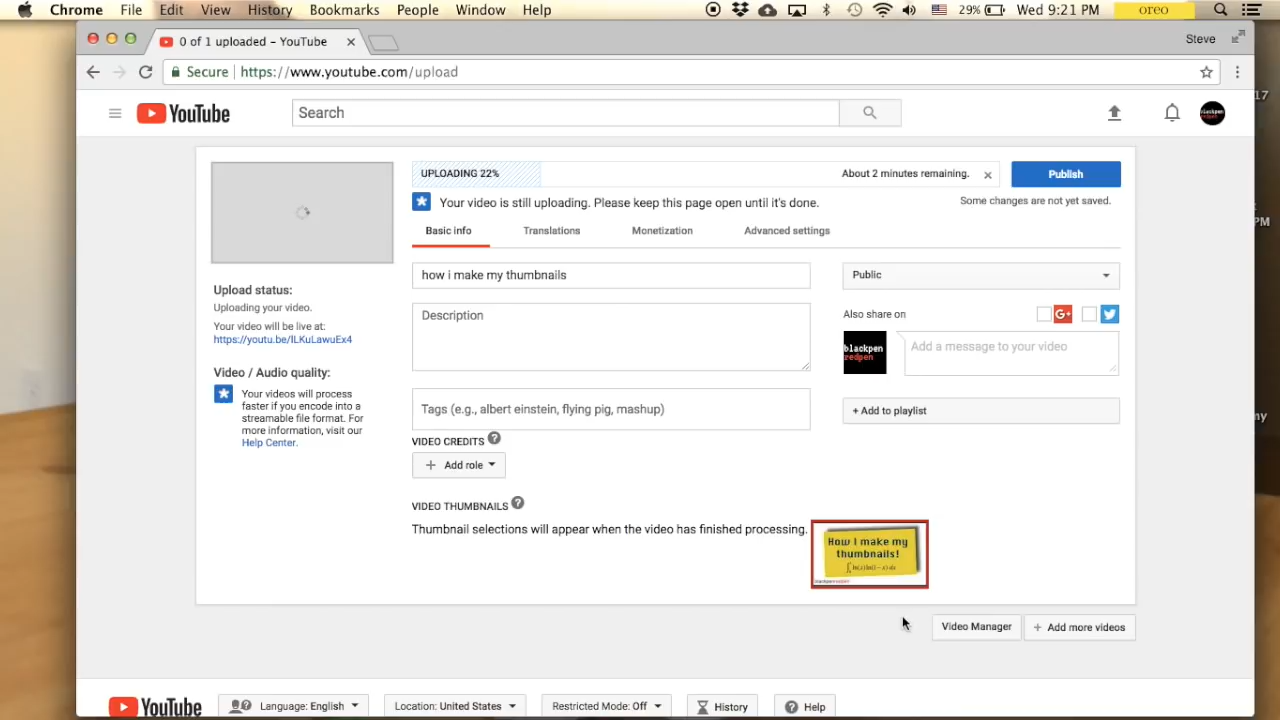 Chrome File Edit View History Bookmarks People Window Help 29% Wed 9:21 PM oreo
0 of 1 uploaded - YouTube Steve
Secure https://www.youtube.com/upload
YouTube Search
UPLOADING 22% About 2 minutes remaining. Publish
Your video is still uploading. Please keep this page open until it's done. Some changes are not yet saved.
Basic info Translations Monetization Advanced settings
how i make my thumbnails Public
Upload status:
Uploading your video.
Your video will be live at:
https://youtu.be/ILKuLawuEx4
Description
Also share on G+
blackpen
redpen
Add a message to your video
Video / Audio quality:
Your videos will process
faster if you encode into a
streamable file format. For
more information, visit our
Help Center.
Tags (e.g., albert einstein, flying pig, mashup) + Add to playlist
VIDEO CREDITS ?
+ Add role
VIDEO THUMBNAILS ?
Thumbnail selections will appear when the video has finished processing.
How I make my
thumbnails!
blackpenredpen
Video Manager + Add more videos
YouTube Language: English Location: United States Restricted Mode: Off History Help
17
PM
my